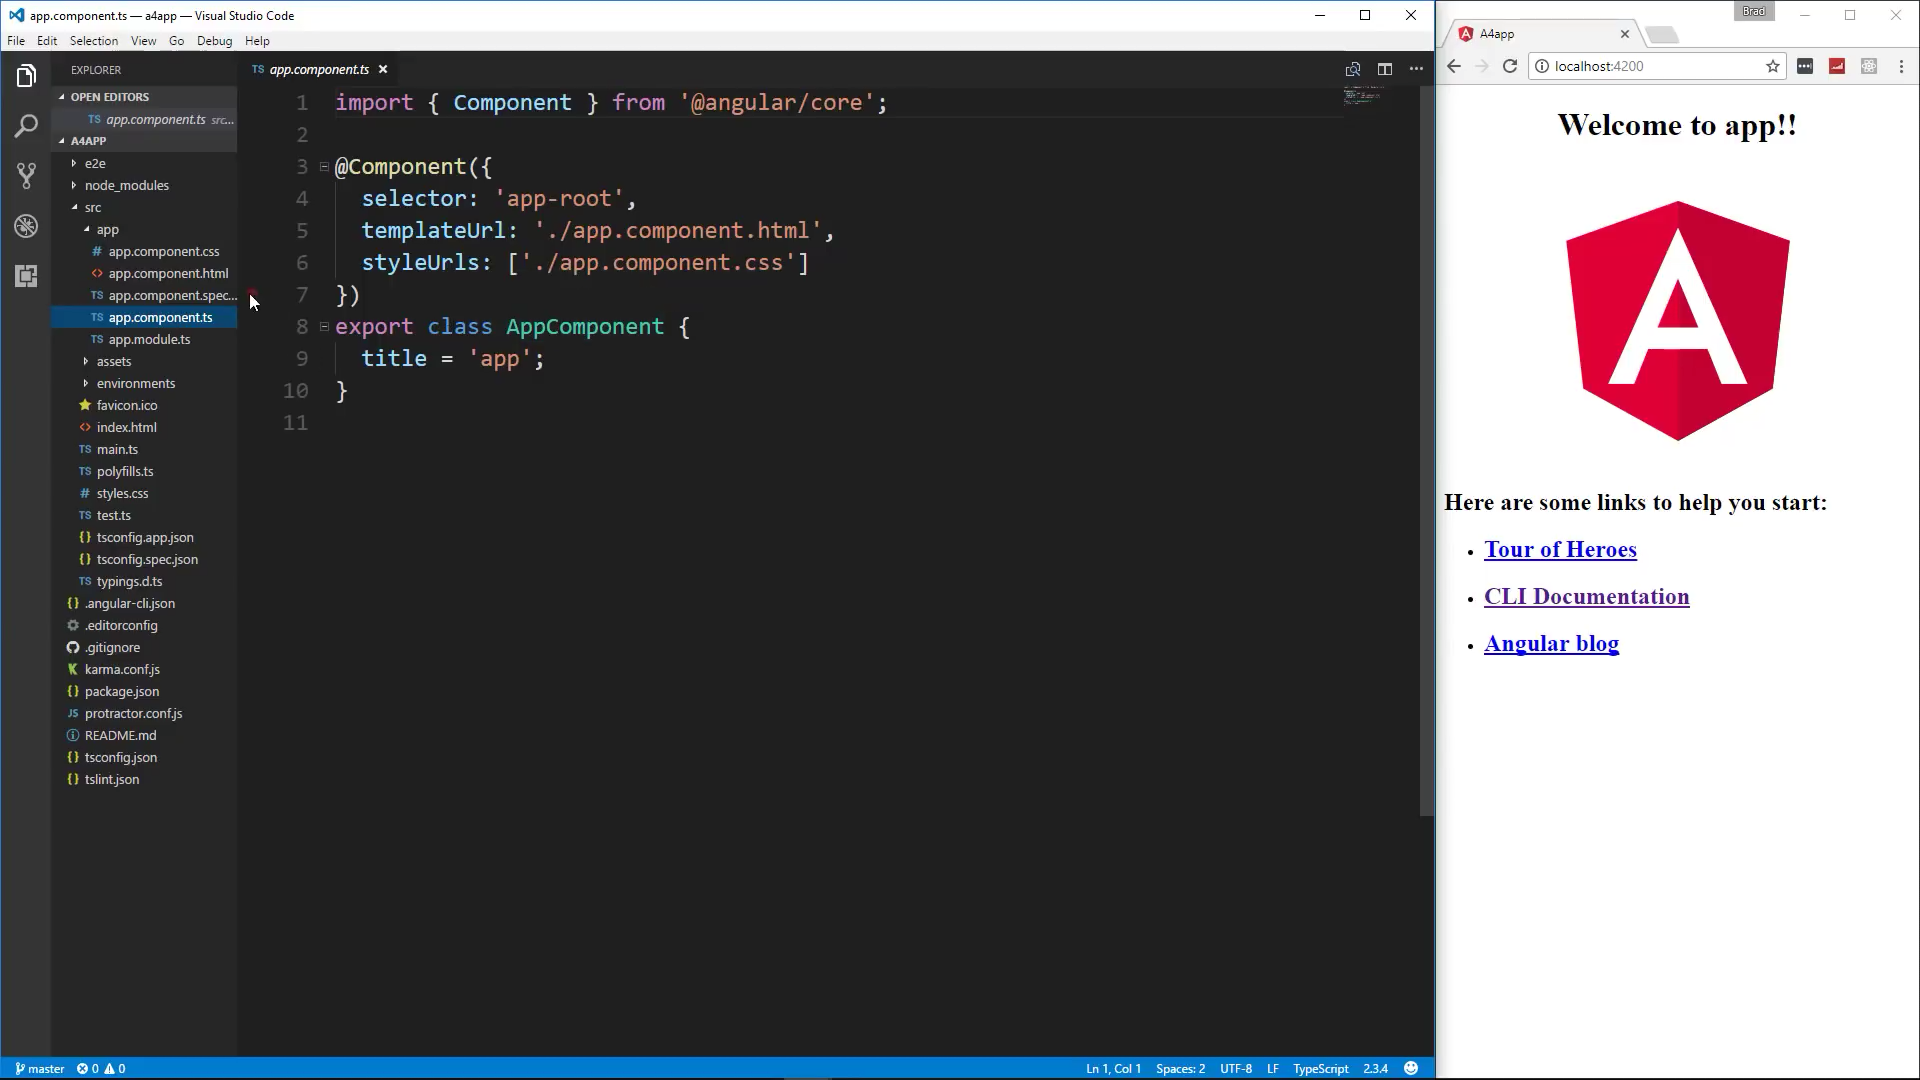 app.component.ts — a4app — Visual Studio Code
File Edit Selection View Go Debug Help
EXPLORER
OPEN EDITORS
TS app.component.ts src...
A4APP
e2e
node_modules
src
app
# app.component.css
<> app.component.html
TS app.component.spec...
TS app.component.ts
TS app.module.ts
assets
environments
favicon.ico
<> index.html
TS main.ts
TS polyfills.ts
# styles.css
TS test.ts
{} tsconfig.app.json
{} tsconfig.spec.json
TS typings.d.ts
{} .angular-cli.json
.editorconfig
.gitignore
K karma.conf.js
{} package.json
JS protractor.conf.js
README.md
{} tsconfig.json
{} tslint.json
TS app.component.ts
1 import { Component } from '@angular/core';
2
3 @Component({
4 selector: 'app-root',
5 templateUrl: './app.component.html',
6 styleUrls: ['./app.component.css']
7 })
8 export class AppComponent {
9 title = 'app';
10 }
11
master 0 0
Ln 1, Col 1 Spaces: 2 UTF-8 LF TypeScript 2.3.4
Brad
A4app
localhost:4200
Welcome to app!!
A
Here are some links to help you start:
• Tour of Heroes
• CLI Documentation
• Angular blog